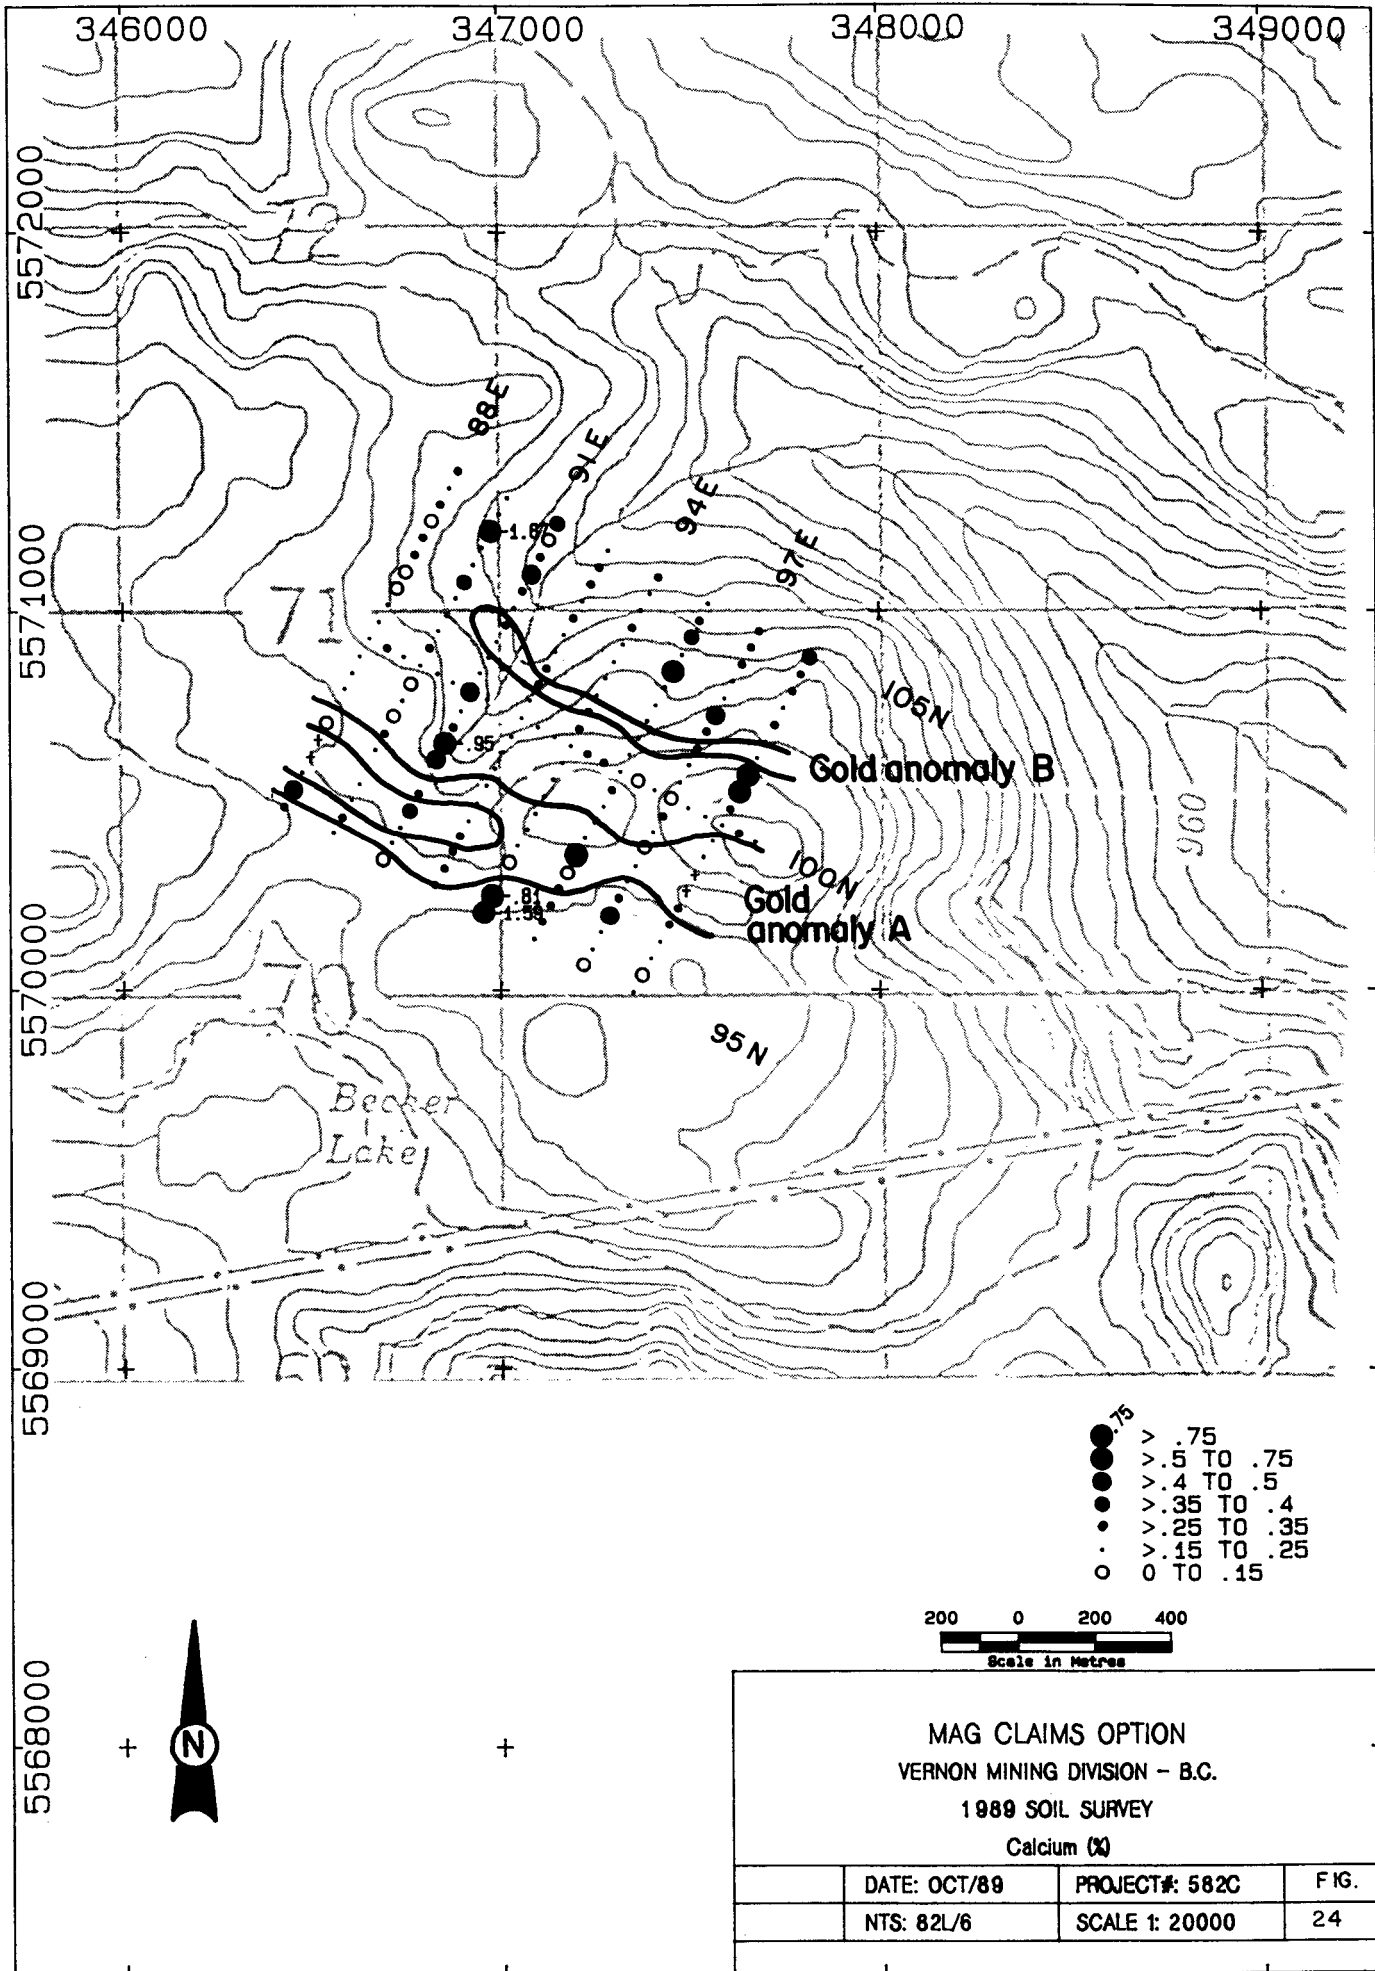 346000 347000 348000 349000
5572000
72
71
88E
91E
94E
97E
1.67
5571000
71
105N
.95
Gold anomaly B
960
100N
Gold
anomaly A
.81
1.59
5570000
70
95N
Becker
Lake
5569000
.75
> .75
>.5 TO .75
>.4 TO .5
>.35 TO .4
>.25 TO .35
>.15 TO .25
0 TO .15
200 0 200 400
Scale in Metres
5568000
N
MAG CLAIMS OPTION
VERNON MINING DIVISION - B.C.
1989 SOIL SURVEY
Calcium (%)
DATE: OCT/89 PROJECT#: 582C FIG.
NTS: 82L/6 SCALE 1: 20000 24